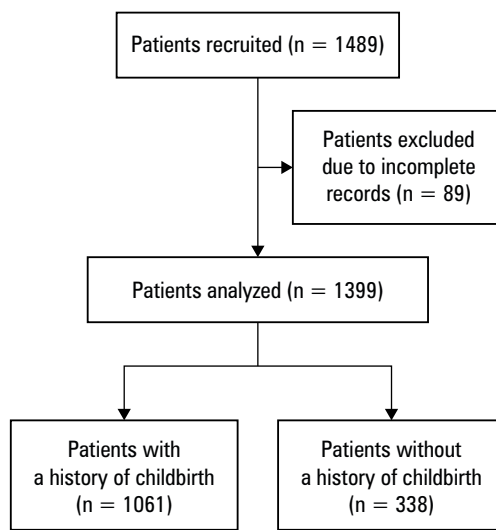 Patients recruited (n = 1489)
Patients excluded
due to incomplete
records (n = 89)
Patients analyzed (n = 1399)
Patients with
a history of childbirth
(n = 1061)
Patients without
a history of childbirth
(n = 338)